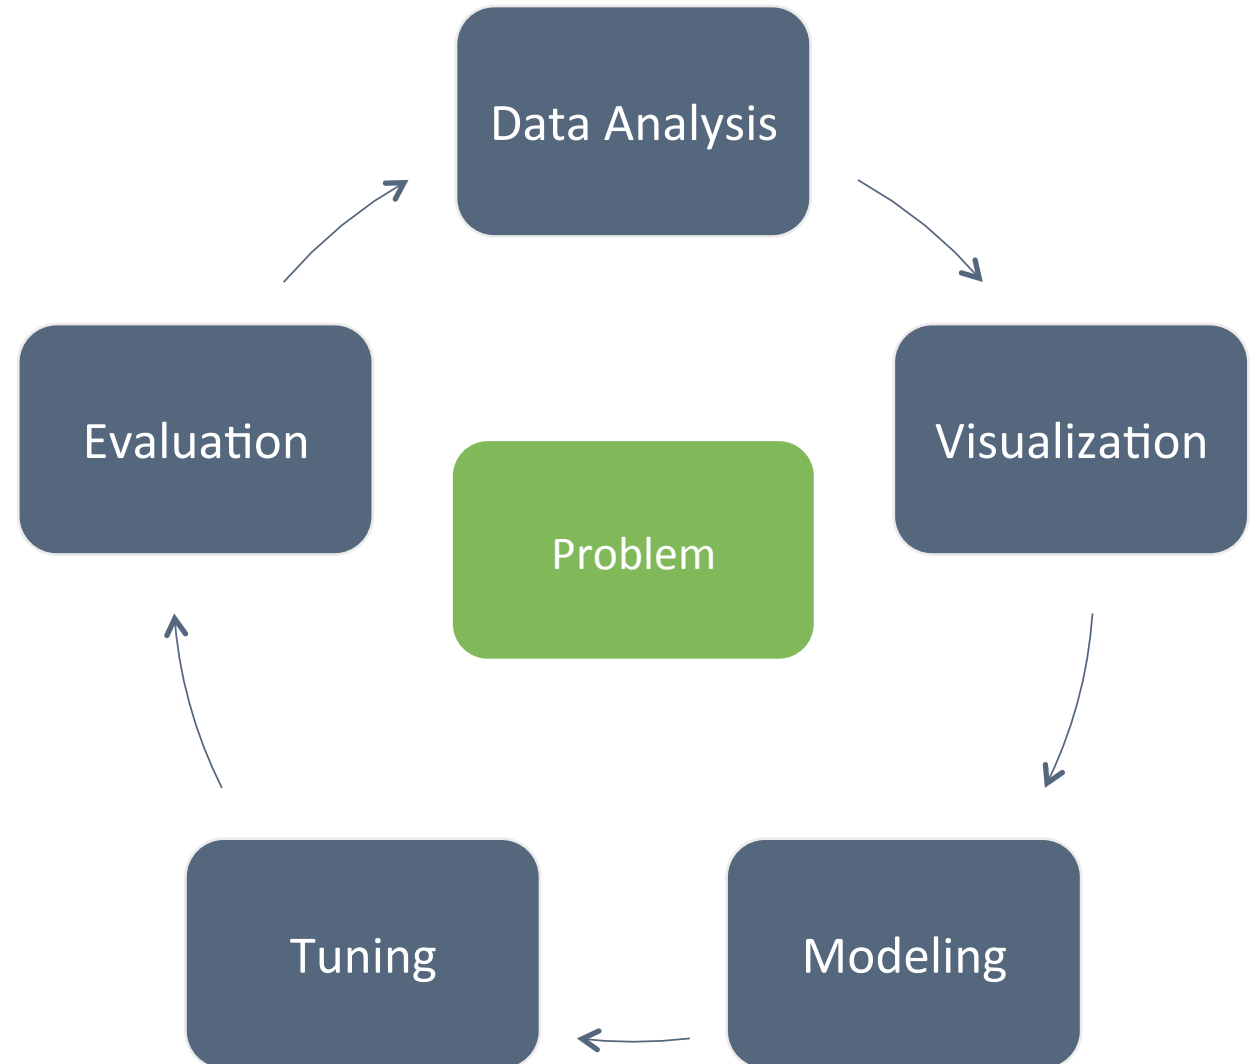 Data Analysis
Evaluation
Visualization
Problem
Tuning
Modeling